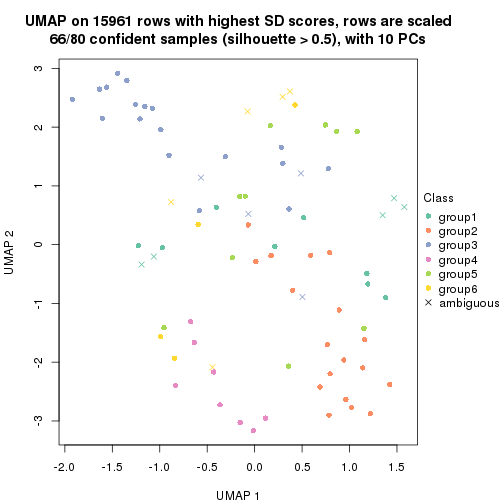 UMAP on 15961 rows with highest SD scores, rows are scaled
66/80 confident samples (silhouette > 0.5), with 10 PCs
3
2
1
0
-1
-2
-3
UMAP 2
-2.0 -1.5 -1.0 -0.5 0.0 0.5 1.0 1.5
UMAP 1
Class
group1
group2
group3
group4
group5
group6
ambiguous